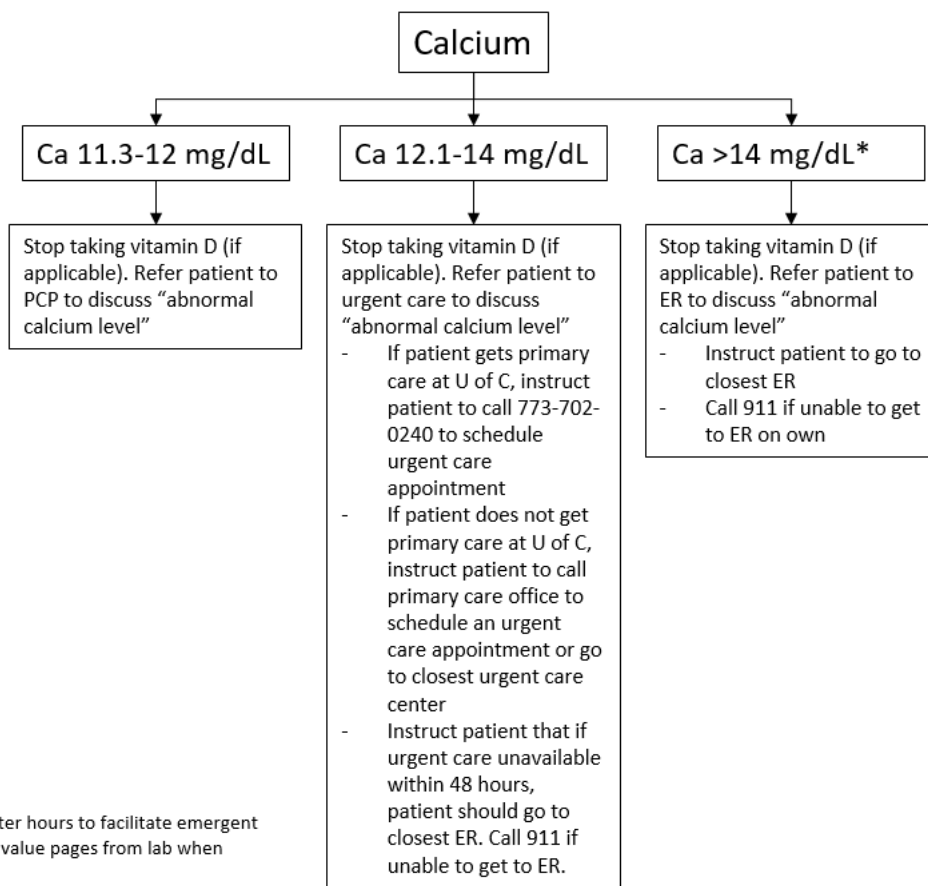 Calcium
Ca 11.3-12 mg/dL
Stop taking vitamin D (if
applicable). Refer patient to
PCP to discuss “abnormal
calcium level”
Ca 12.1-14 mg/dL
Stop taking vitamin D (if
applicable). Refer patient to
urgent care to discuss
“abnormal calcium level”
- If patient gets primary
care at U of C, instruct
patient to call 773-702-
0240 to schedule
urgent care
appointment
- If patient does not get
primary care at U of C,
instruct patient to call
primary care office to
schedule an urgent
care appointment or go
to closest urgent care
center
- Instruct patient that if
urgent care unavailable
within 48 hours,
patient should go to
closest ER. Call 911 if
unable to get to ER.
Ca >14 mg/dL*
Stop taking vitamin D (if
applicable). Refer patient to
ER to discuss “abnormal
calcium level”
- Instruct patient to go to
closest ER
- Call 911 if unable to get
to ER on own
ter hours to facilitate emergent
value pages from lab when